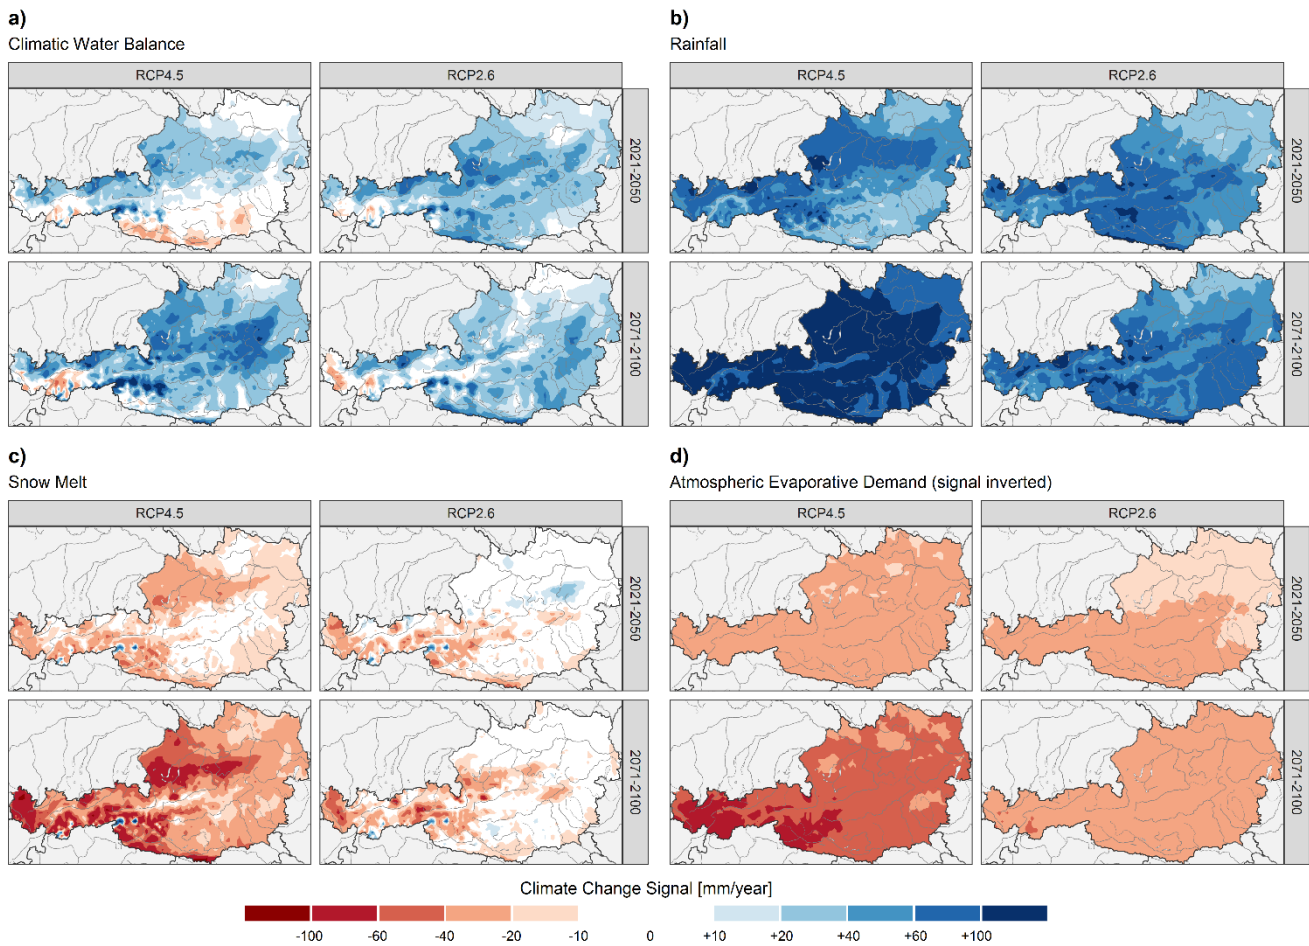 a)
Climatic Water Balance
RCP4.5
RCP2.6
2021-2050
2071-2100
b)
Rainfall
RCP4.5
RCP2.6
2021-2050
2071-2100
c)
Snow Melt
RCP4.5
RCP2.6
2021-2050
2071-2100
d)
Atmospheric Evaporative Demand (signal inverted)
RCP4.5
RCP2.6
2021-2050
2071-2100
Climate Change Signal [mm/year]
-100 -60 -40 -20 -10 0 +10 +20 +40 +60 +100